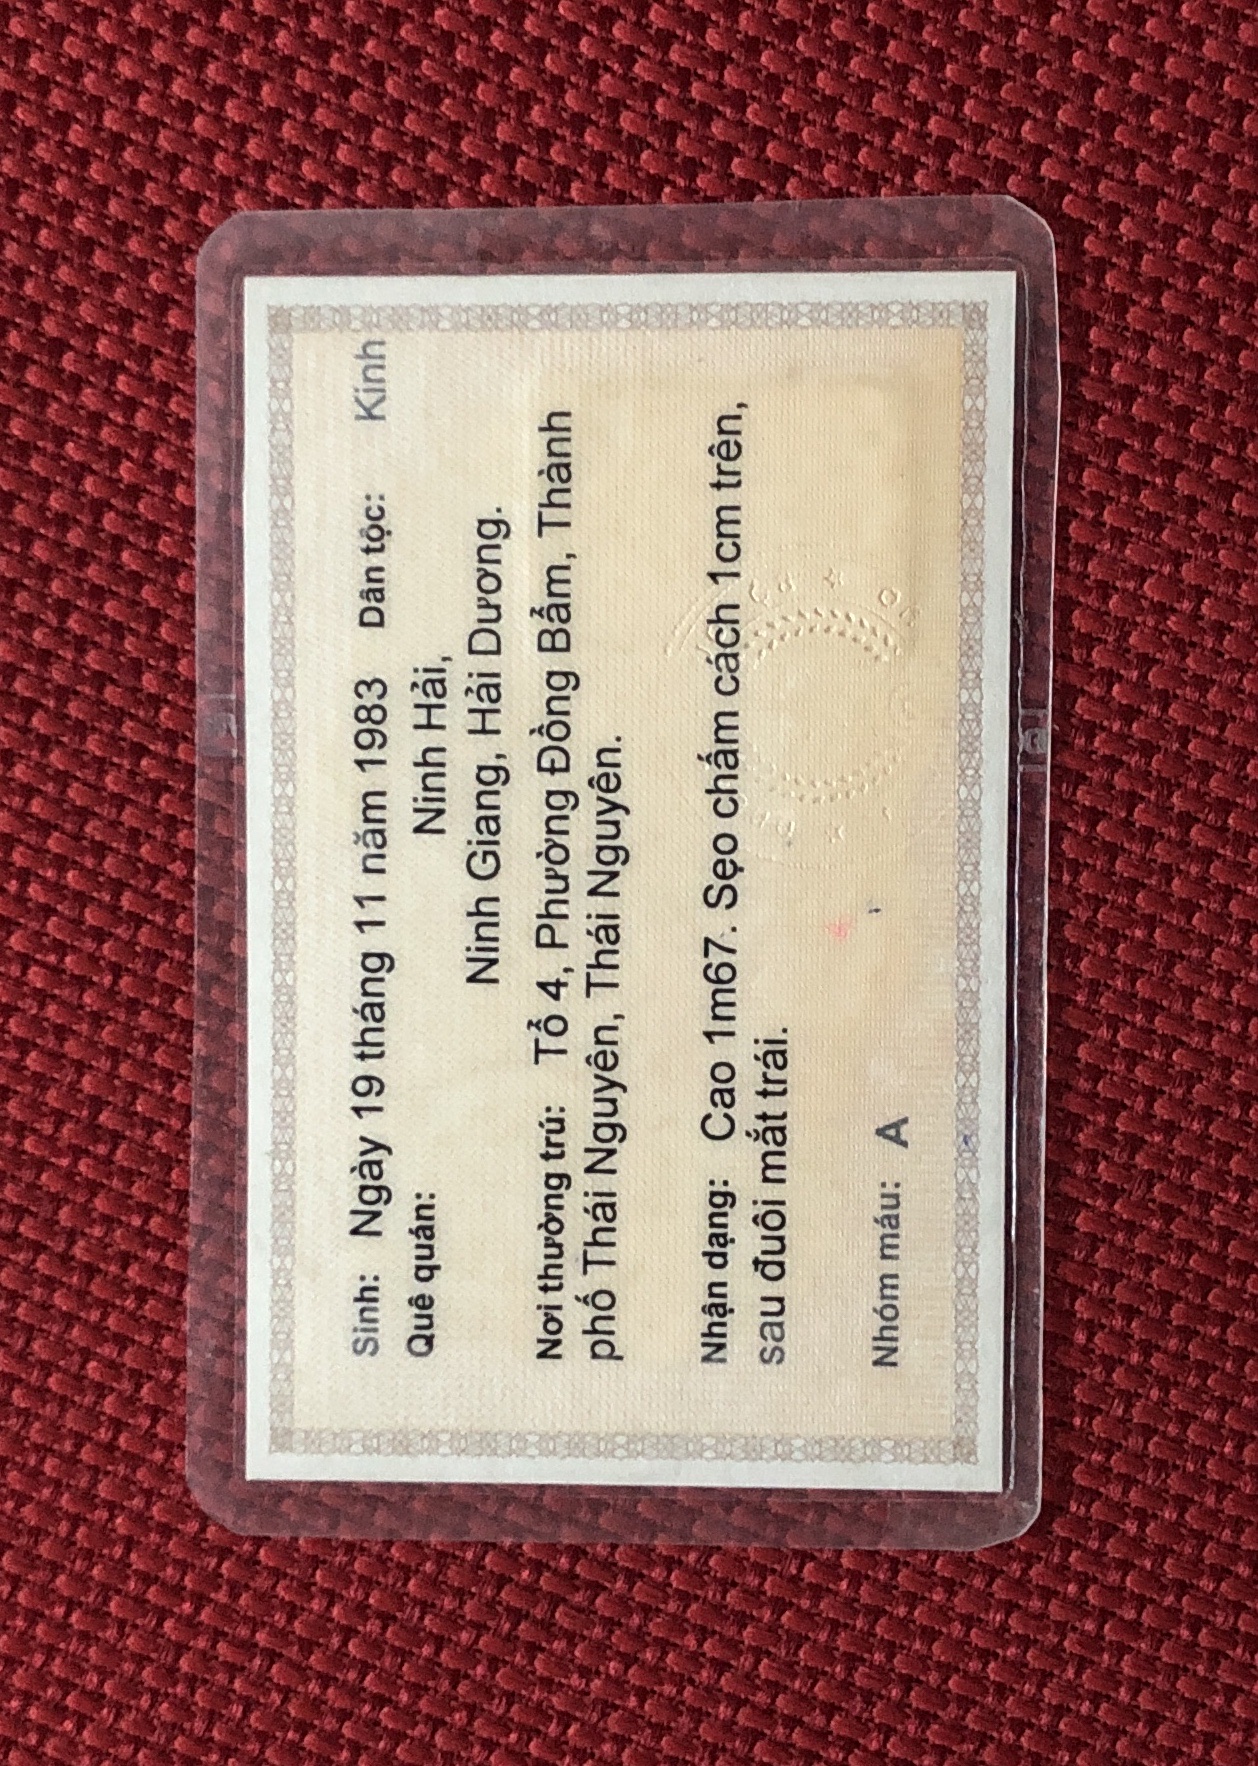 Sinh: Ngày 19 tháng 11 năm 1983 Dân tộc: Kinh
Quê quán: Ninh Hải,
Ninh Giang, Hải Dương.
Nơi thường trú: Tổ 4, Phường Đồng Bẩm, Thành
phố Thái Nguyên, Thái Nguyên.
Nhận dạng: Cao 1m67. Sẹo chấm cách 1cm trên,
sau đuôi mắt trái.
Nhóm máu: A